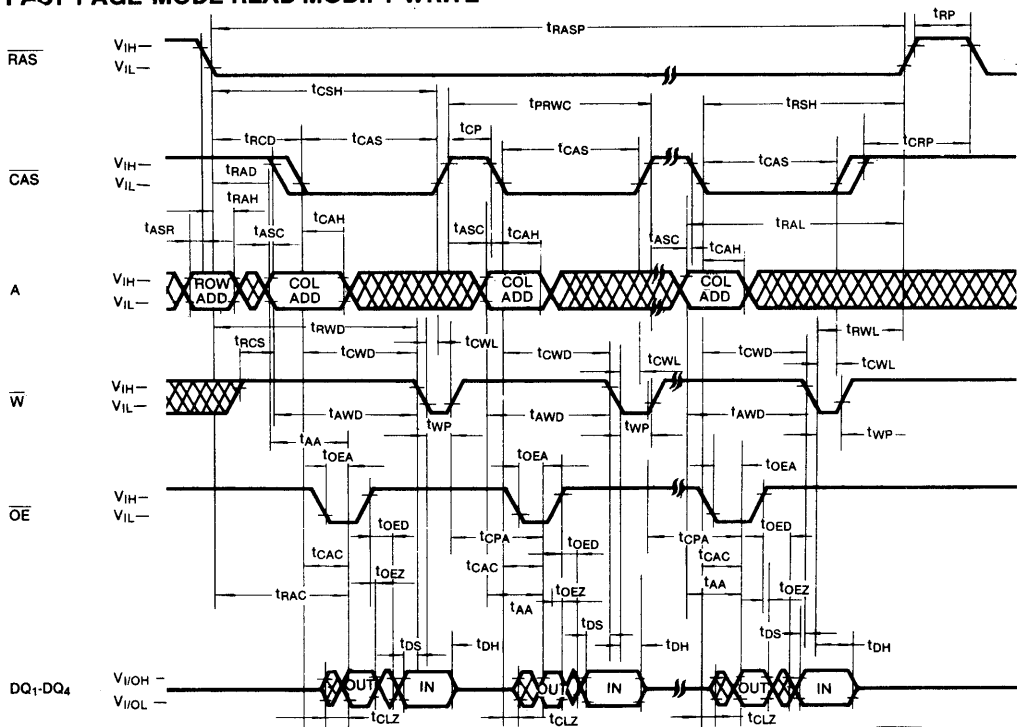 FAST PAGE MODE READ-MODIFY-WRITE
tRASP
tRP
RAS
VIH
VIL
tCSH
tPRWC
tRSH
tRCD
tCAS
tCP
tCAS
tCAS
tCRP
CAS
VIH
VIL
tRAD
tRAH
tASR
tASC
tCAH
tASC
tCAH
tASC
tCAH
tRAL
A
VIH
VIL
ROW ADD
COL ADD
COL ADD
COL ADD
tRWD
tRWL
tRCS
tCWD
tCWL
tCWD
tCWL
tCWD
tCWL
W
VIH
VIL
tAWD
tWP
tAWD
tWP
tAWD
tWP
tAA
tOEA
tOEA
tOEA
OE
VIH
VIL
tOED
tCPA
tOED
tCPA
tOED
tCAC
tOEZ
tCAC
tOEZ
tCAC
tOEZ
tRAC
tAA
tAA
tDS
tDH
tDS
tDH
tDS
tDH
DQ1-DQ4
VI/OH
VI/OL
OUT
IN
OUT
IN
OUT
IN
tCLZ
tCLZ
tCLZ